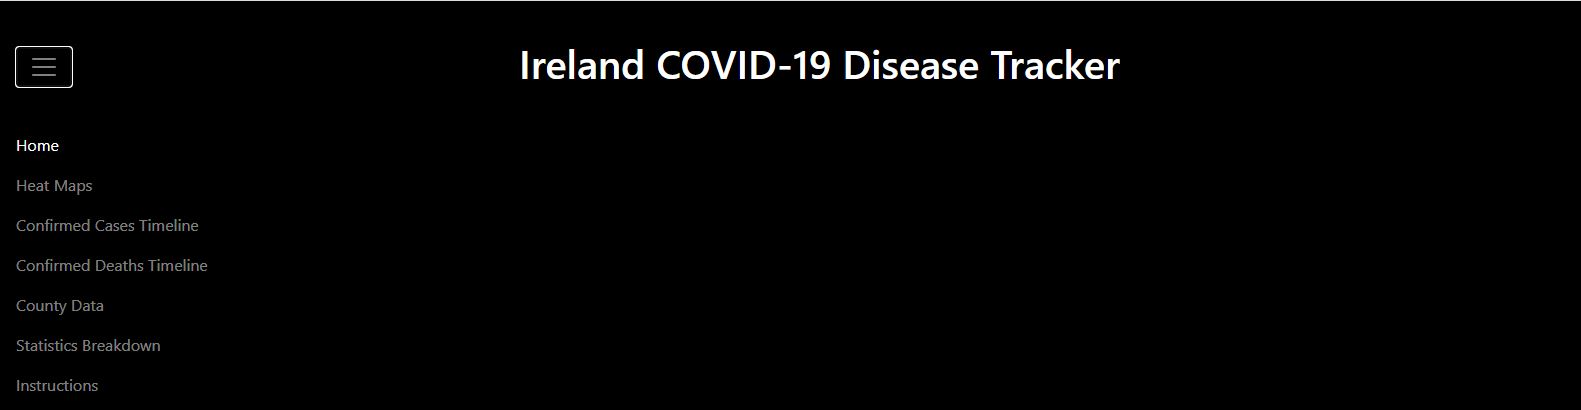 Ireland COVID-19 Disease Tracker
Home
Heat Maps
Confirmed Cases Timeline
Confirmed Deaths Timeline
County Data
Statistics Breakdown
Instructions